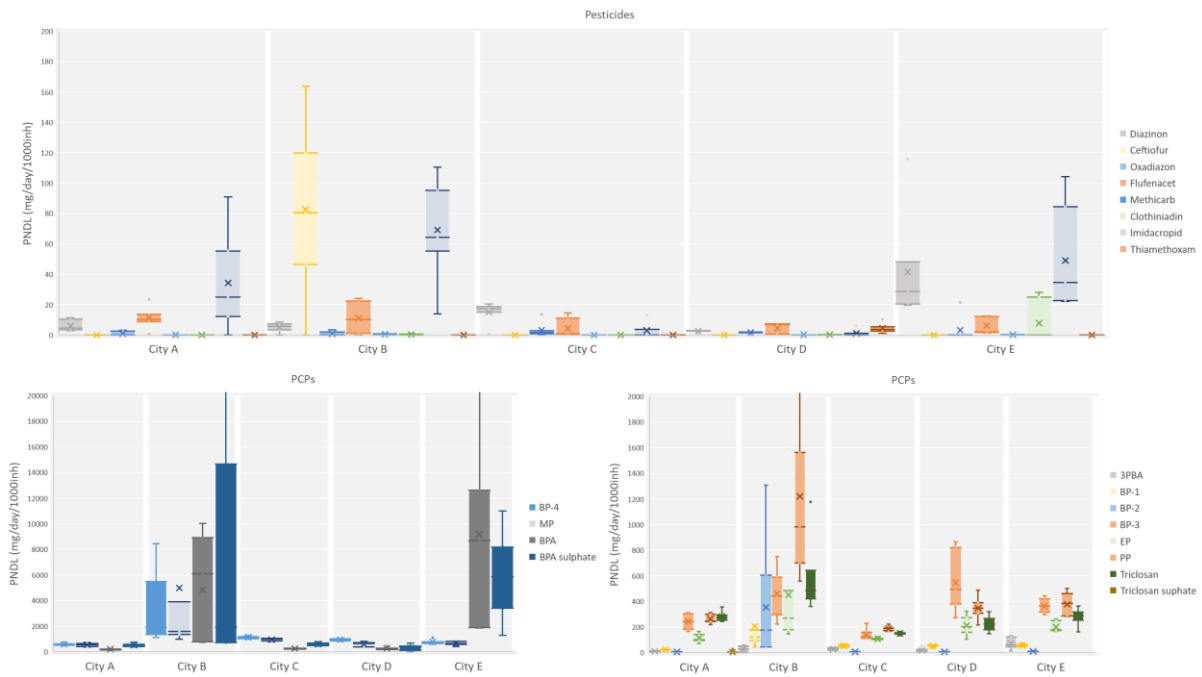 Pesticides
PNDL (mg/day/1000inh)
200
180
160
140
120
100
80
60
40
20
0
City A
City B
City C
City D
City E
Diazinon
Ceftiofur
Oxadiazon
Flufenacet
Methicarb
Clothiniadin
Imidacropid
Thiamethoxam
PCPs
PNDL (mg/day/1000inh)
20000
18000
16000
14000
12000
10000
8000
6000
4000
2000
0
City A
City B
City C
City D
City E
BP-4
MP
BPA
BPA sulphate
PCPs
PNDL (mg/day/1000inh)
2000
1800
1600
1400
1200
1000
800
600
400
200
0
City A
City B
City C
City D
City E
3PBA
BP-1
BP-2
BP-3
EP
PP
Triclosan
Triclosan suphate